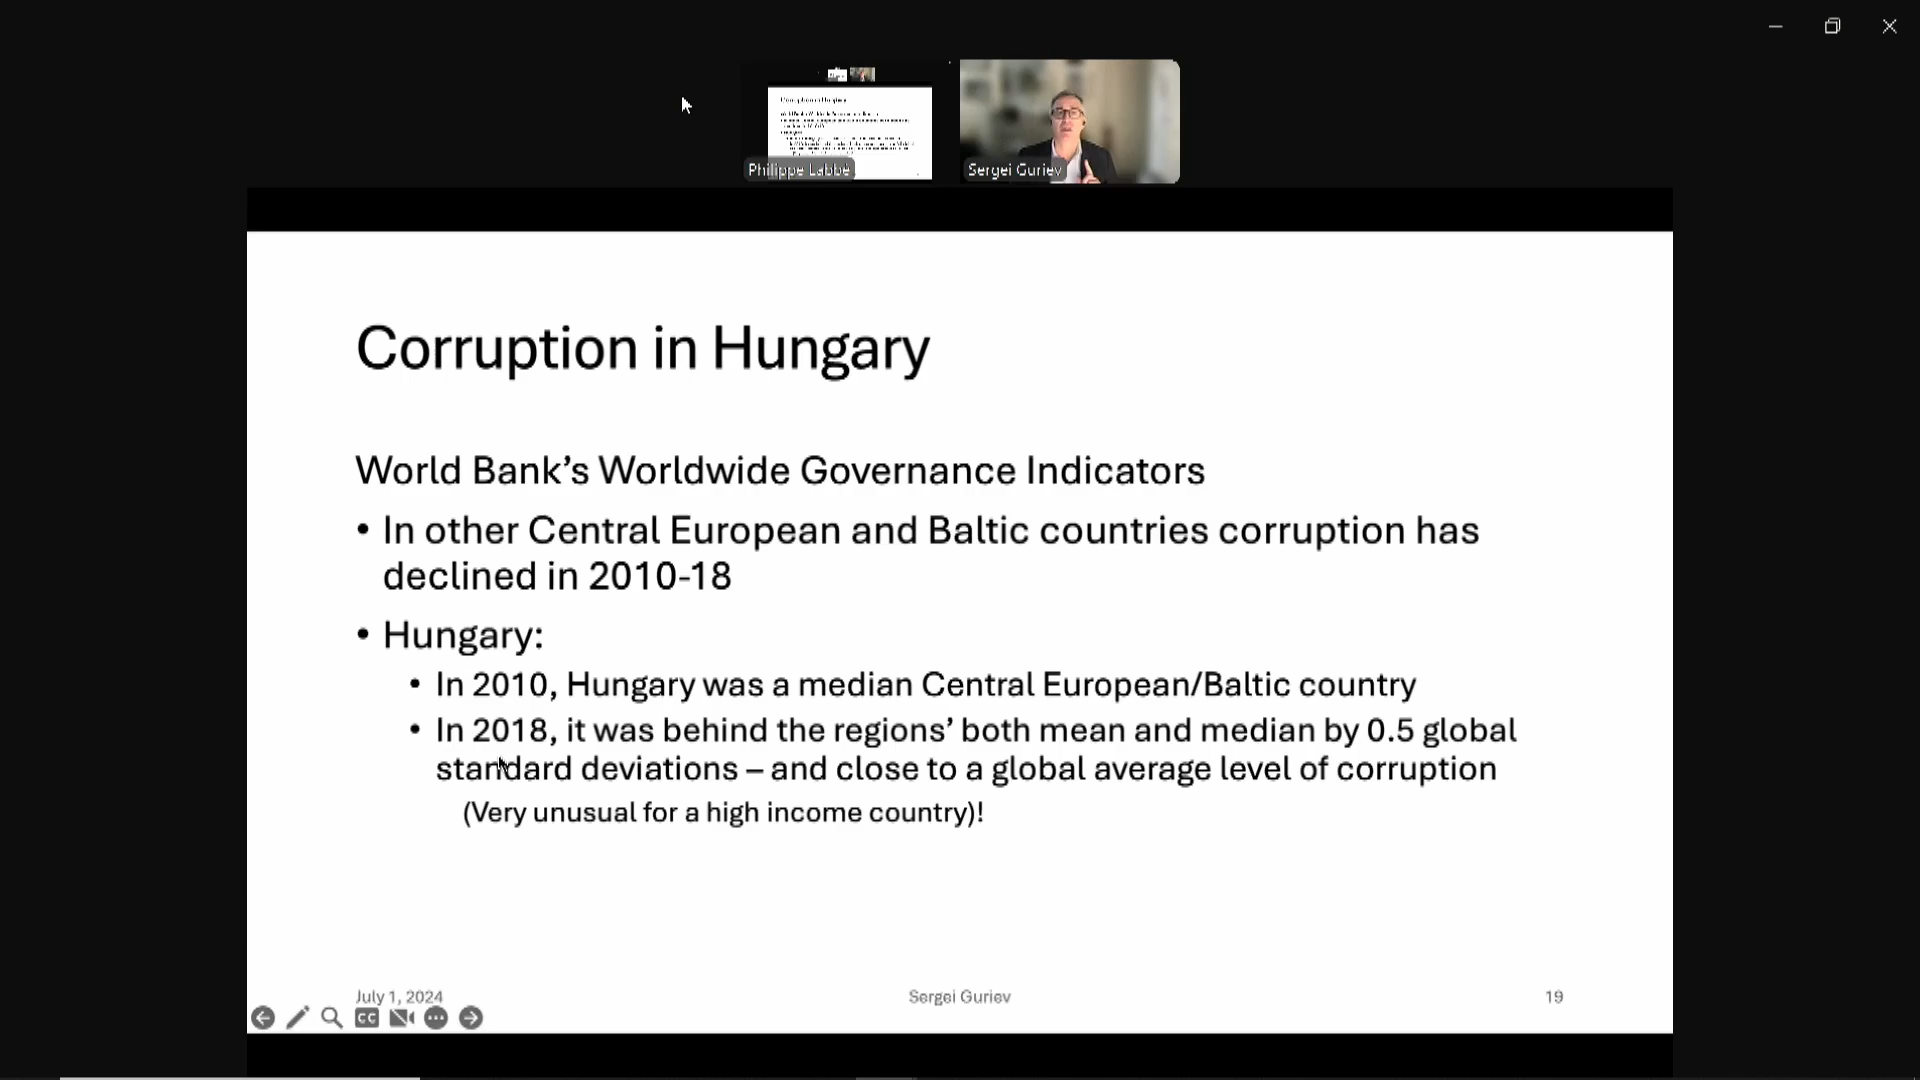 Philippe Labbé
Sergei Guriev
Corruption in Hungary
World Bank’s Worldwide Governance Indicators
• In other Central European and Baltic countries corruption has
declined in 2010-18
• Hungary:
• In 2010, Hungary was a median Central European/Baltic country
• In 2018, it was behind the regions’ both mean and median by 0.5 global
standard deviations – and close to a global average level of corruption
(Very unusual for a high income country)!
July 1, 2024
Sergei Guriev
19
CC